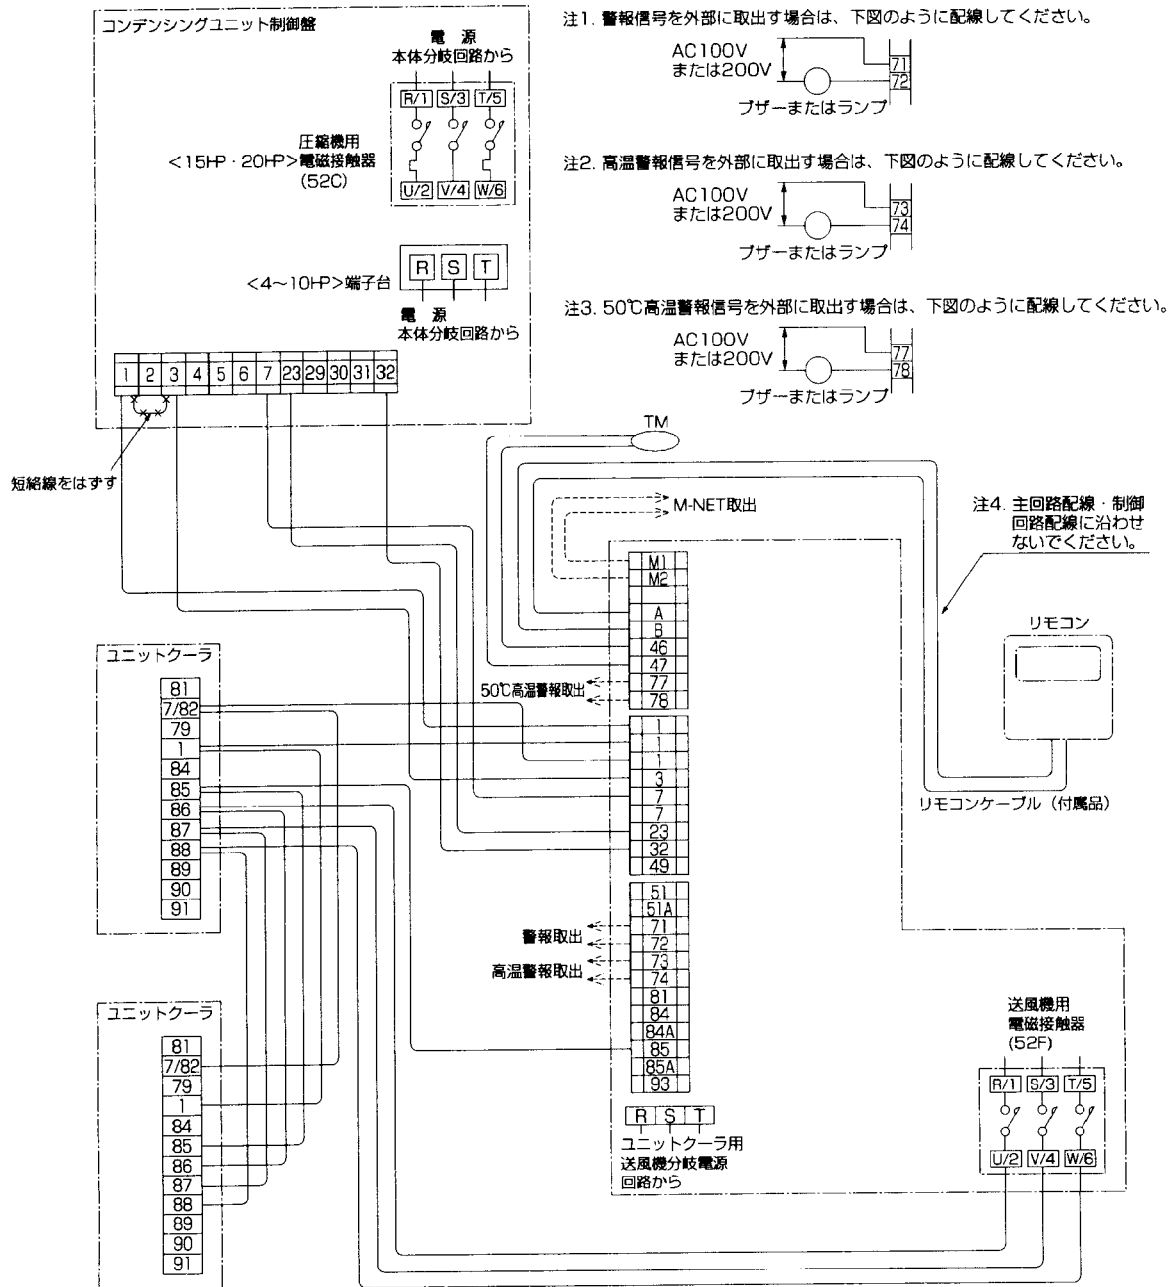 コンデンシングユニット制御盤
電 源
本体分岐回路から
R/1 S/3 T/5
圧縮機用
<15HP・20HP>電磁接触器
(52C)
U/2 V/4 W/6
<4~10HP>端子台
R S T
電 源
本体分岐回路から
1 2 3 4 5 6 7 23 29 30 31 32
短絡線をはずす
注1. 警報信号を外部に取出す場合は、下図のように配線してください。
AC100V
または200V
71
72
ブザーまたはランプ
注2. 高温警報信号を外部に取出す場合は、下図のように配線してください。
AC100V
または200V
73
74
ブザーまたはランプ
注3. 50℃高温警報信号を外部に取出す場合は、下図のように配線してください。
AC100V
または200V
77
78
ブザーまたはランプ
TM
M-NET取出
注4. 主回路配線・制御
回路配線に沿わせ
ないでください。
リモコン
リモコンケーブル(付属品)
M1
M2
A
B
46
47
77
78
50℃高温警報取出
1
1
1
3
7
7
23
32
49
51
51A
71
72
73
74
81
84
84A
85
85A
93
警報取出
高温警報取出
R S T
ユニットクーラ用
送風機分岐電源
回路から
送風機用
電磁接触器
(52F)
R/1 S/3 T/5
U/2 V/4 W/6
ユニットクーラ
81
7/82
79
1
84
85
86
87
88
89
90
91
ユニットクーラ
81
7/82
79
1
84
85
86
87
88
89
90
91